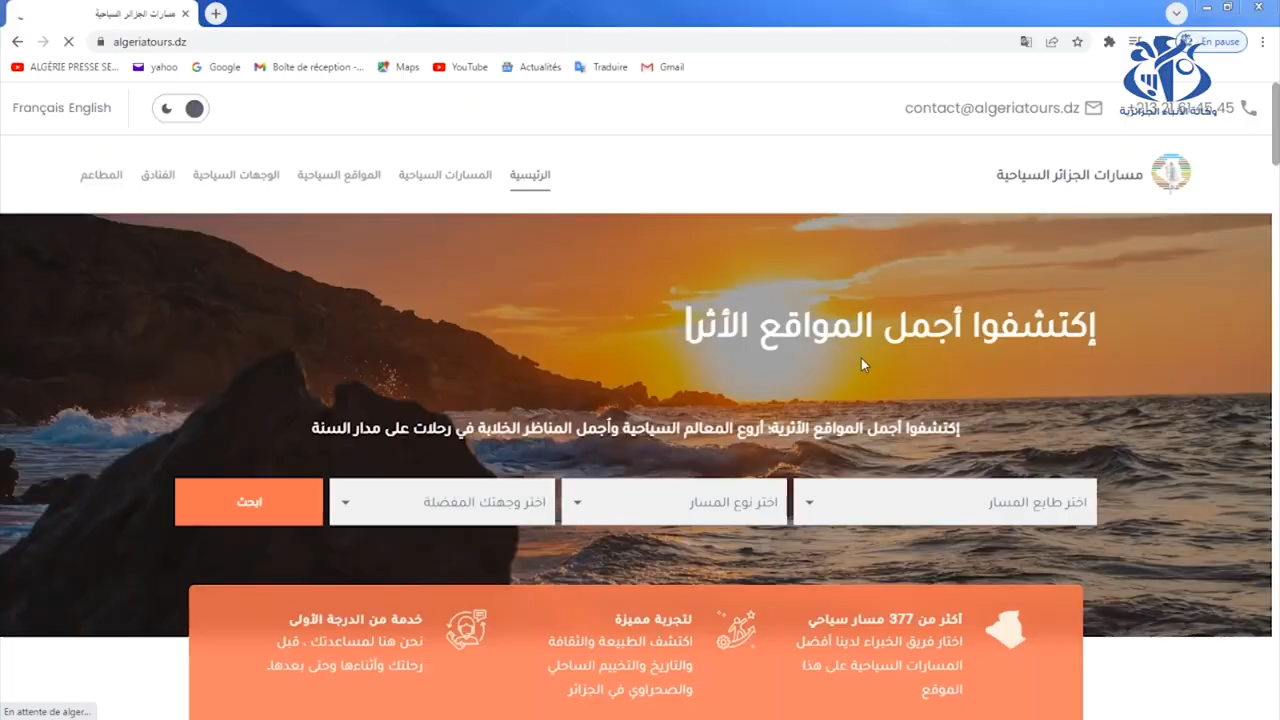 مسارات الجزائر السياحية
algeriatours.dz
En pause
ALGÉRIE PRESSE SE...
yahoo
Google
Boîte de réception -...
Maps
YouTube
Actualités
Traduire
Gmail
Français English
contact@algeriatours.dz
+213 21 61 45 45
وكالة الأنباء الجزائرية
مسارات الجزائر السياحية
الرئيسية
المسارات السياحية
المواقع السياحية
الوجهات السياحية
الفنادق
المطاعم
إكتشفوا أجمل المواقع الأثر
إكتشفوا أجمل المواقع الأثرية: أروع المعالم السياحية وأجمل المناظر الخلابة في رحلات على مدار السنة
اختر طابع المسار
اختر نوع المسار
اختر وجهتك المفضلة
ابحث
أكثر من 377 مسار سياحي
اختار فريق الخبراء لدينا أفضل
المسارات السياحية على هذا
الموقع
لتجربة مميزة
اكتشف الطبيعة والثقافة
والتاريخ والتخييم الساحلي
والصحراوي في الجزائر
خدمة من الدرجة الأولى
نحن هنا لمساعدتك ، قبل
رحلتك وأثناءها وحتى بعدها.
En attente de alger...